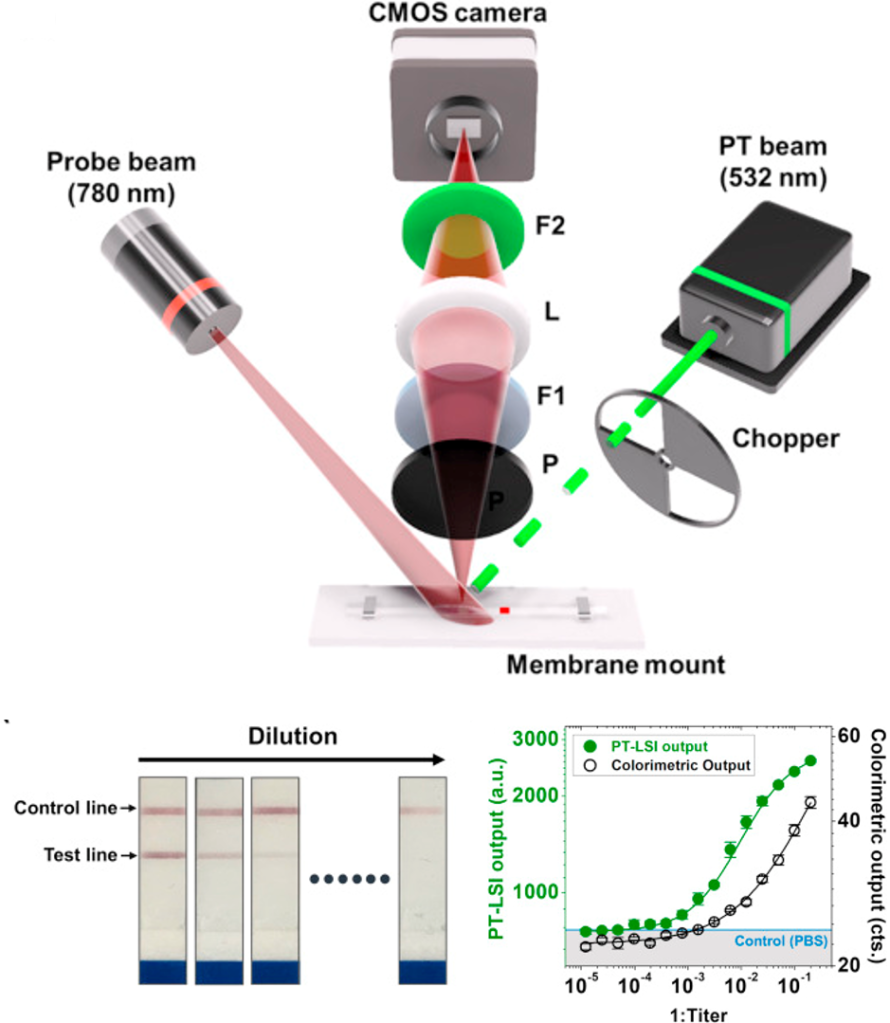 CMOS camera
Probe beam
(780 nm)
PT beam
(532 nm)
F2
L
F1
P
P
Chopper
Membrane mount
Dilution
Control line
Test line
PT-LSI output (a.u.)
3000
2000
1000
PT-LSI output
Colorimetric Output
Control (PBS)
60
40
20
Colorimetric output (cts.)
10-5
10-4
10-3
10-2
10-1
1:Titer